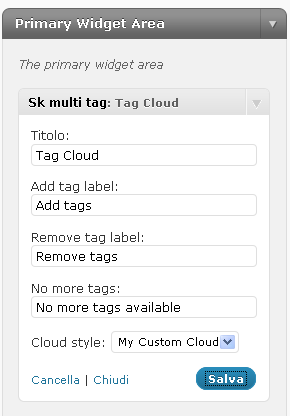 Primary Widget Area
The primary widget area
Sk multi tag: Tag Cloud
Titolo:
Tag Cloud
Add tag label:
Add tags
Remove tag label:
Remove tags
No more tags:
No more tags available
Cloud style: My Custom Cloud
Cancella | Chiudi Salva